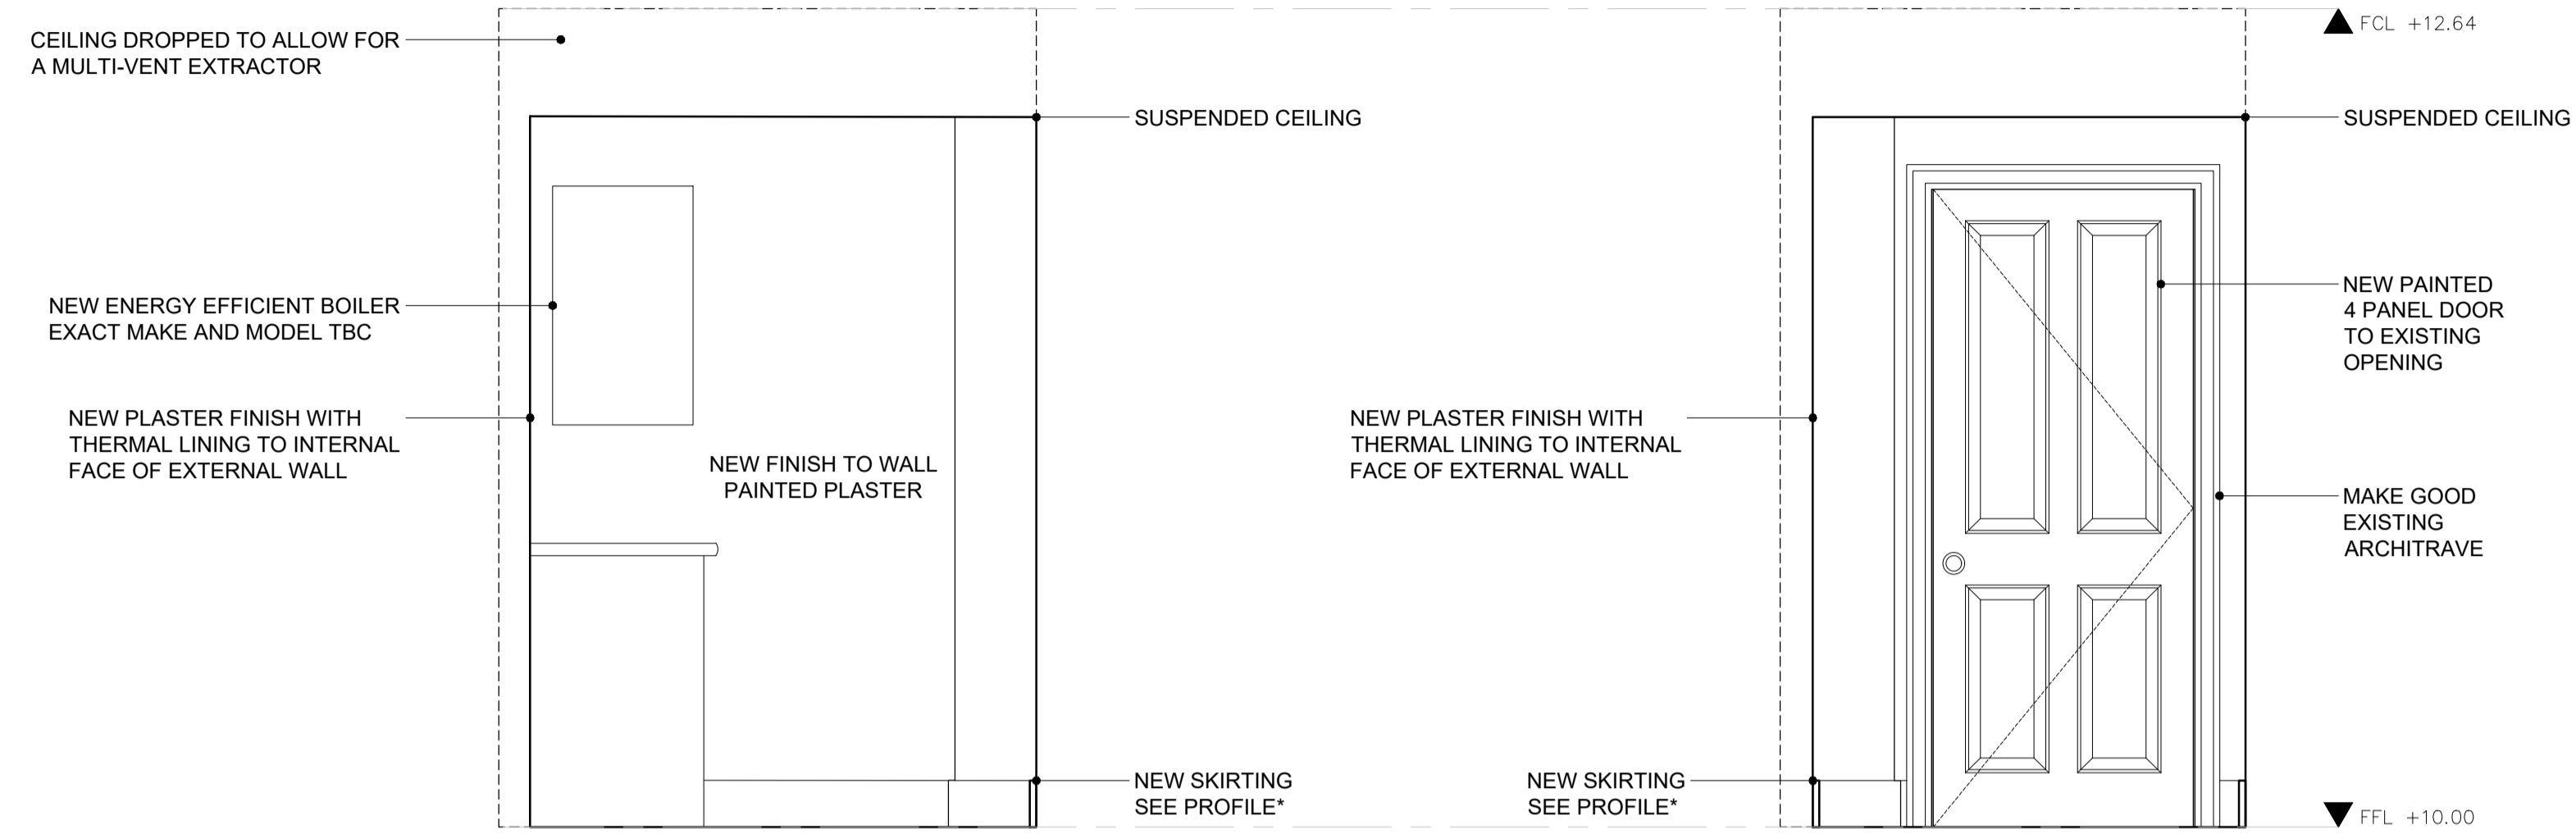 CEILING DROPPED TO ALLOW FOR
A MULTI-VENT EXTRACTOR
SUSPENDED CEILING
NEW ENERGY EFFICIENT BOILER
EXACT MAKE AND MODEL TBC
NEW PLASTER FINISH WITH
THERMAL LINING TO INTERNAL
FACE OF EXTERNAL WALL
NEW FINISH TO WALL
PAINTED PLASTER
NEW SKIRTING
SEE PROFILE*
FCL +12.64
SUSPENDED CEILING
NEW PAINTED
4 PANEL DOOR
TO EXISTING
OPENING
NEW PLASTER FINISH WITH
THERMAL LINING TO INTERNAL
FACE OF EXTERNAL WALL
MAKE GOOD
EXISTING
ARCHITRAVE
NEW SKIRTING
SEE PROFILE*
FFL +10.00